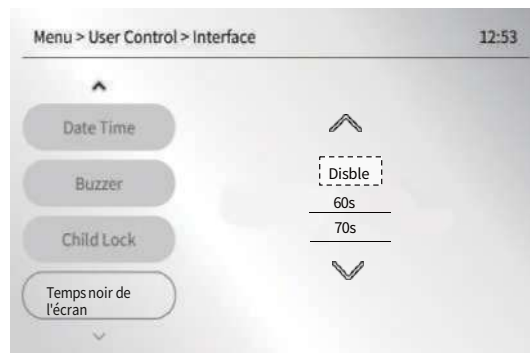 Menu > User Control > Interface
12:53
Date Time
Buzzer
Child Lock
Temps noir de
l'écran
Disble
60s
70s